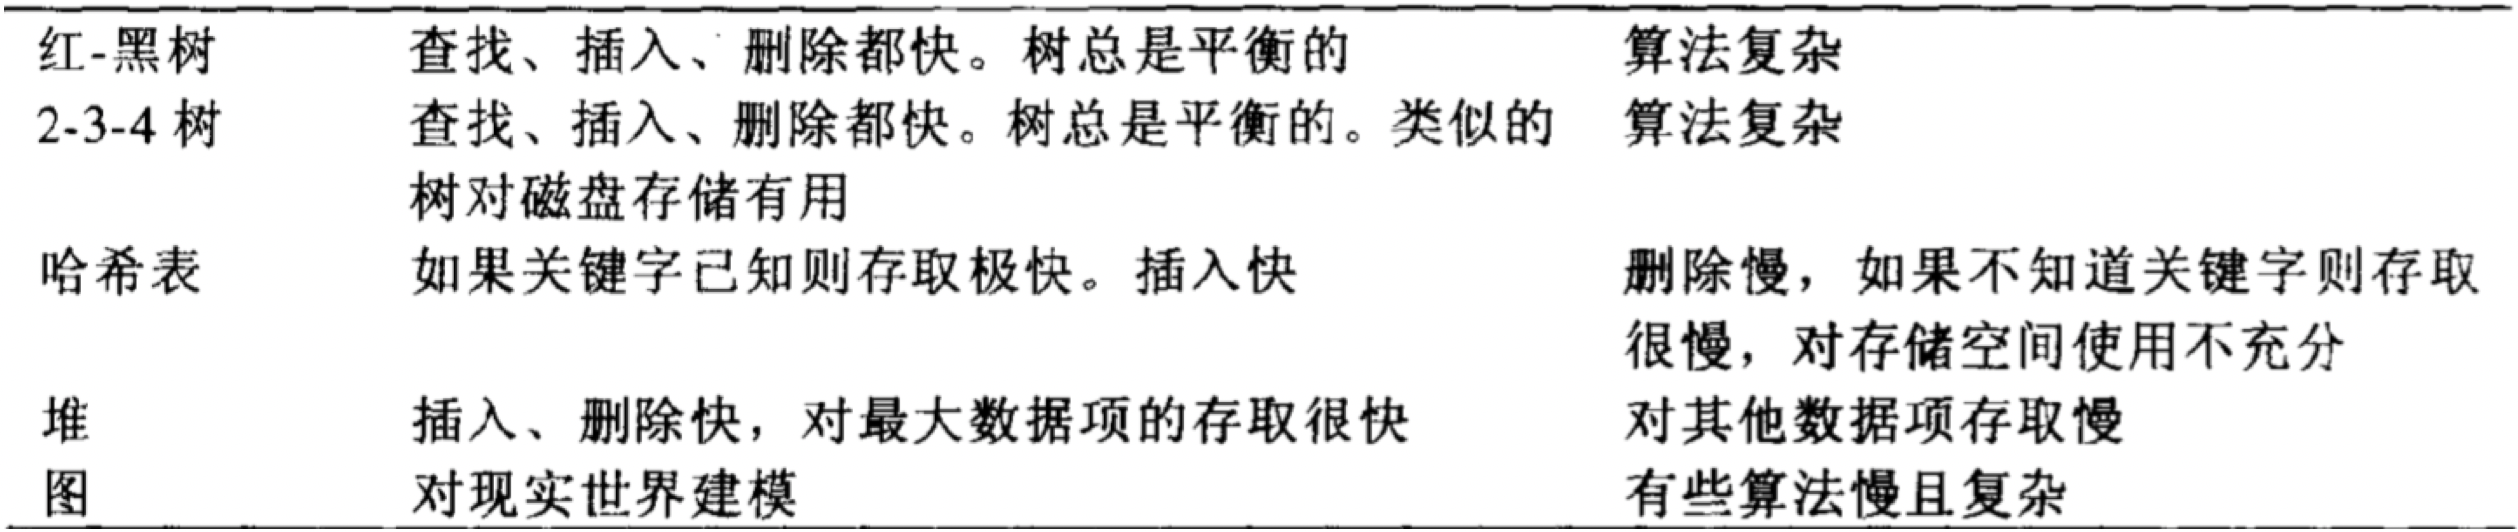 红-黑树 查找、插入、删除都快。树总是平衡的 算法复杂
2-3-4 树 查找、插入、删除都快。树总是平衡的。类似的 算法复杂
树对磁盘存储有用
哈希表 如果关键字已知则存取极快。插入快 删除慢，如果不知道关键字则存取
很慢，对存储空间使用不充分
堆 插入、删除快，对最大数据项的存取很快 对其他数据项存取慢
图 对现实世界建模 有些算法慢且复杂